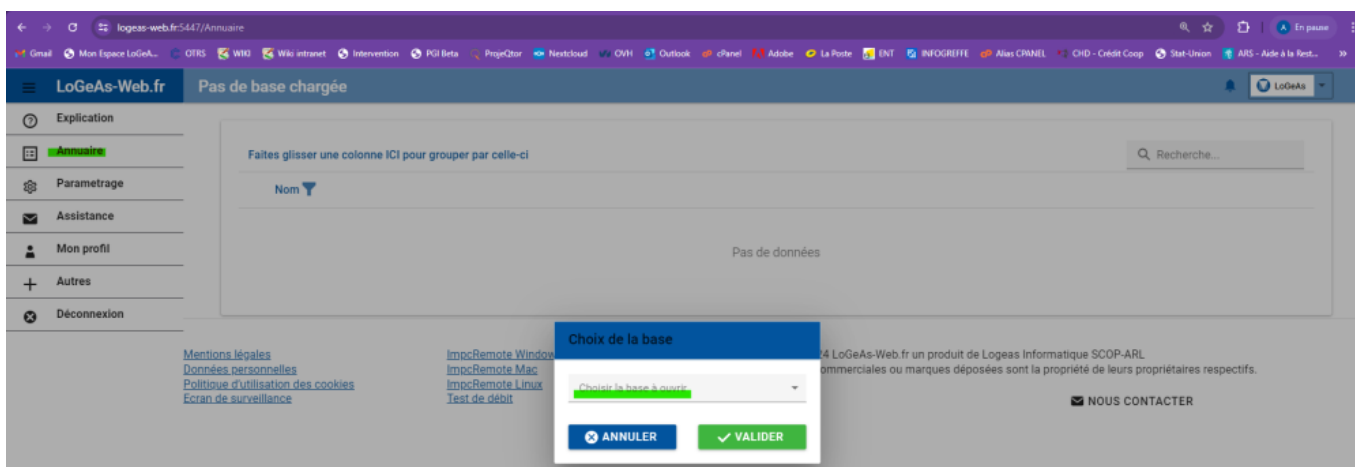 logeas-web.fr:5447/Annuaire
En pause
Gmail Mon Espace LoGeA... OTRS WIKI Wiki intranet Intervention PGI Beta ProjeQtor Nextcloud OVH Outlook cPanel Adobe La Poste ENT INFOGREFFE Alias CPANEL CHD - Crédit Coop Stat-Union ARS - Aide à la Rest... »
LoGeAs-Web.fr Pas de base chargée LoGeAs
Explication
Annuaire
Faites glisser une colonne ICI pour grouper par celle-ci Recherche...
Parametrage
Nom
Assistance
Mon profil
Pas de données
Autres
Déconnexion
Choix de la base
Mentions légales ImpcRemote Window 24 LoGeAs-Web.fr un produit de Logeas Informatique SCOP-ARL
Données personnelles ImpcRemote Mac ommerciales ou marques déposées sont la propriété de leurs propriétaires respectifs.
Politique d'utilisation des cookies ImpcRemote Linux
Choisir la base à ouvrir
Ecran de surveillance Test de débit
NOUS CONTACTER
ANNULER VALIDER